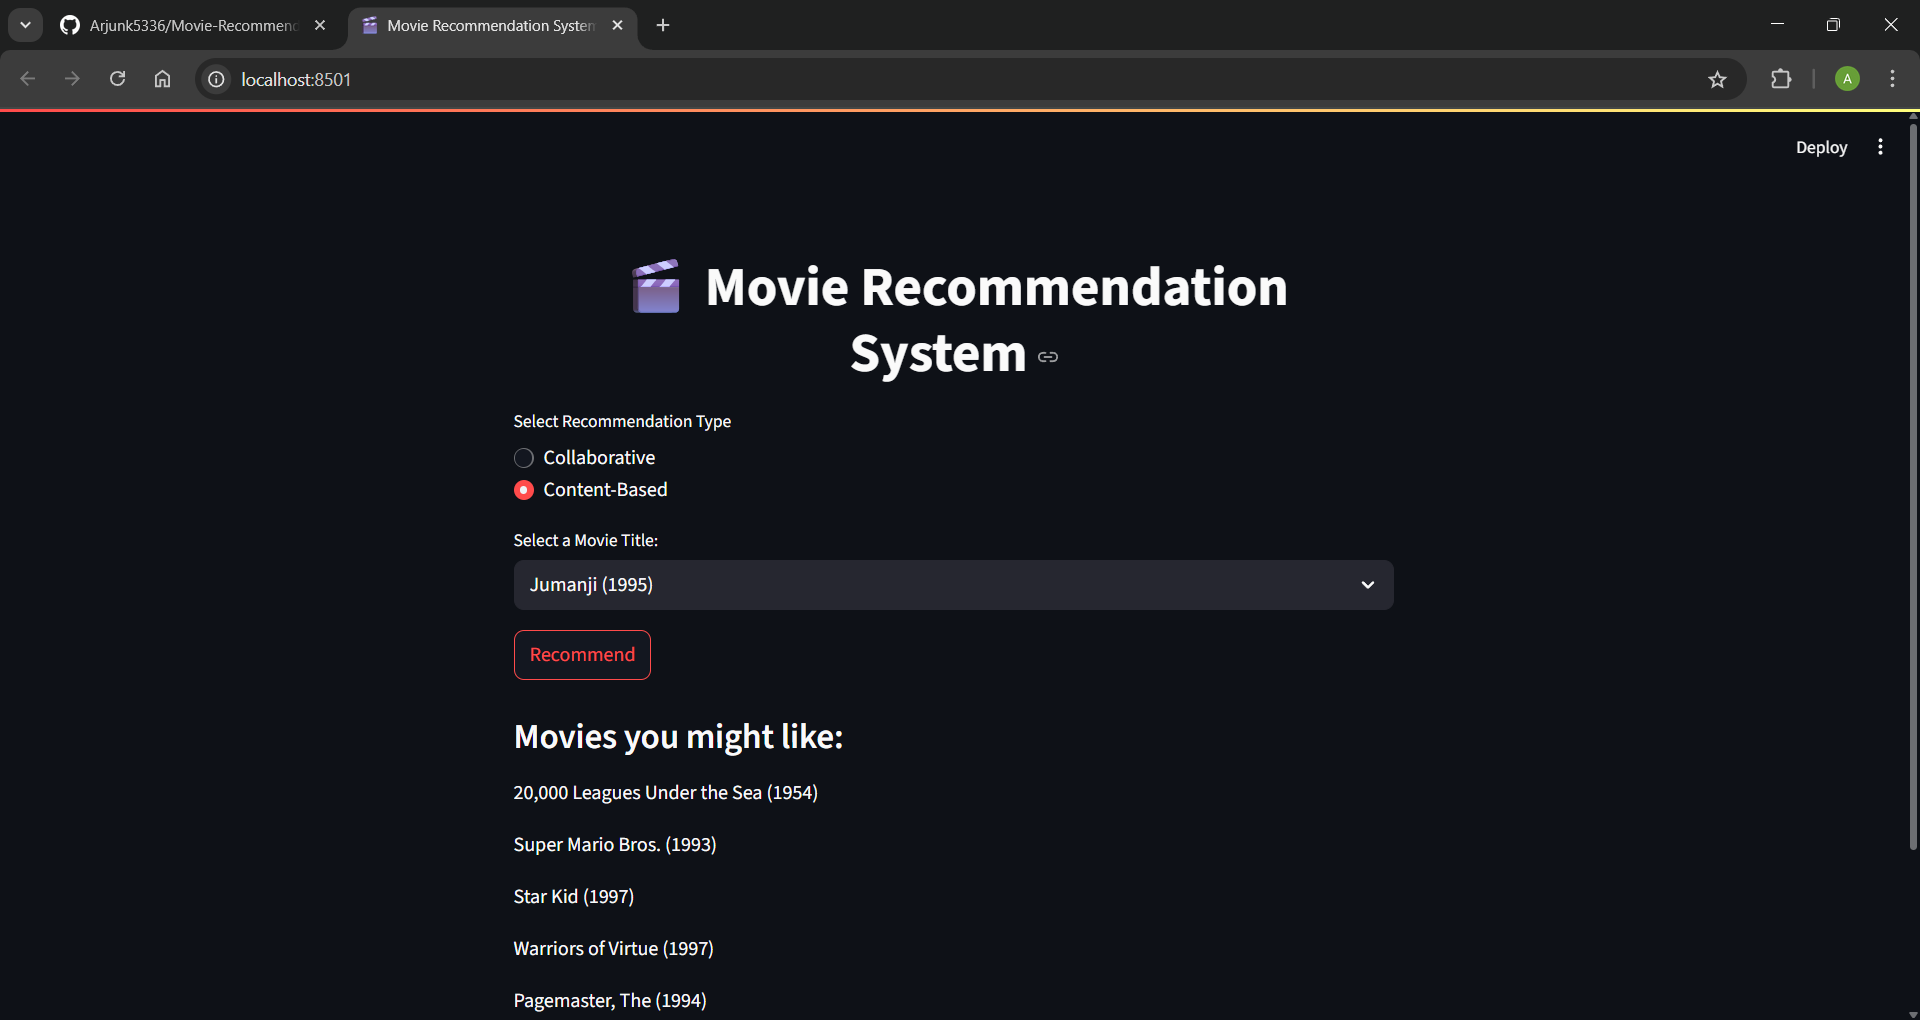 Arjunk5336/Movie-Recommen
Movie Recommendation System
localhost:8501
A
Deploy
Movie Recommendation
System
Select Recommendation Type
Collaborative
Content-Based
Select a Movie Title:
Jumanji (1995)
Recommend
Movies you might like:
20,000 Leagues Under the Sea (1954)
Super Mario Bros. (1993)
Star Kid (1997)
Warriors of Virtue (1997)
Pagemaster, The (1994)